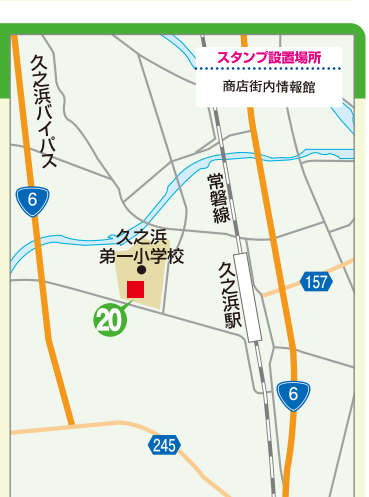 スタンプ設置場所
商店街内情報館
久之浜バイパス
6
常磐線
久之浜
第一小学校
久之浜駅
157
20
6
245